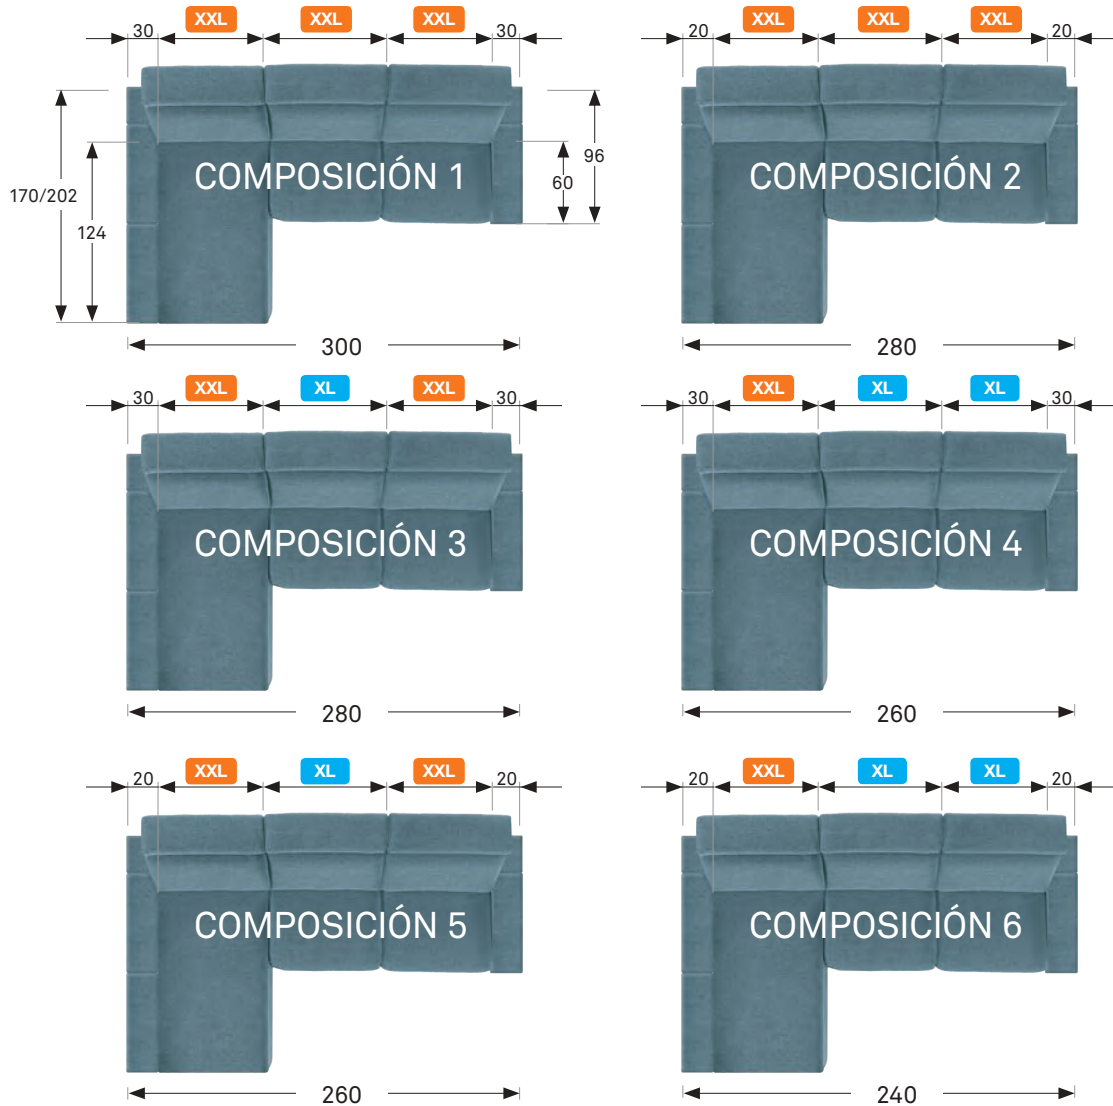 XXL XXL XXL
30 30
COMPOSICIÓN 1
170/202
124
96
60
300
XXL XXL XXL
20 20
COMPOSICIÓN 2
280
XXL XL XXL
30 30
COMPOSICIÓN 3
280
XXL XL XL
30 30
COMPOSICIÓN 4
260
XXL XL XXL
20 20
COMPOSICIÓN 5
260
XXL XL XL
20 20
COMPOSICIÓN 6
240